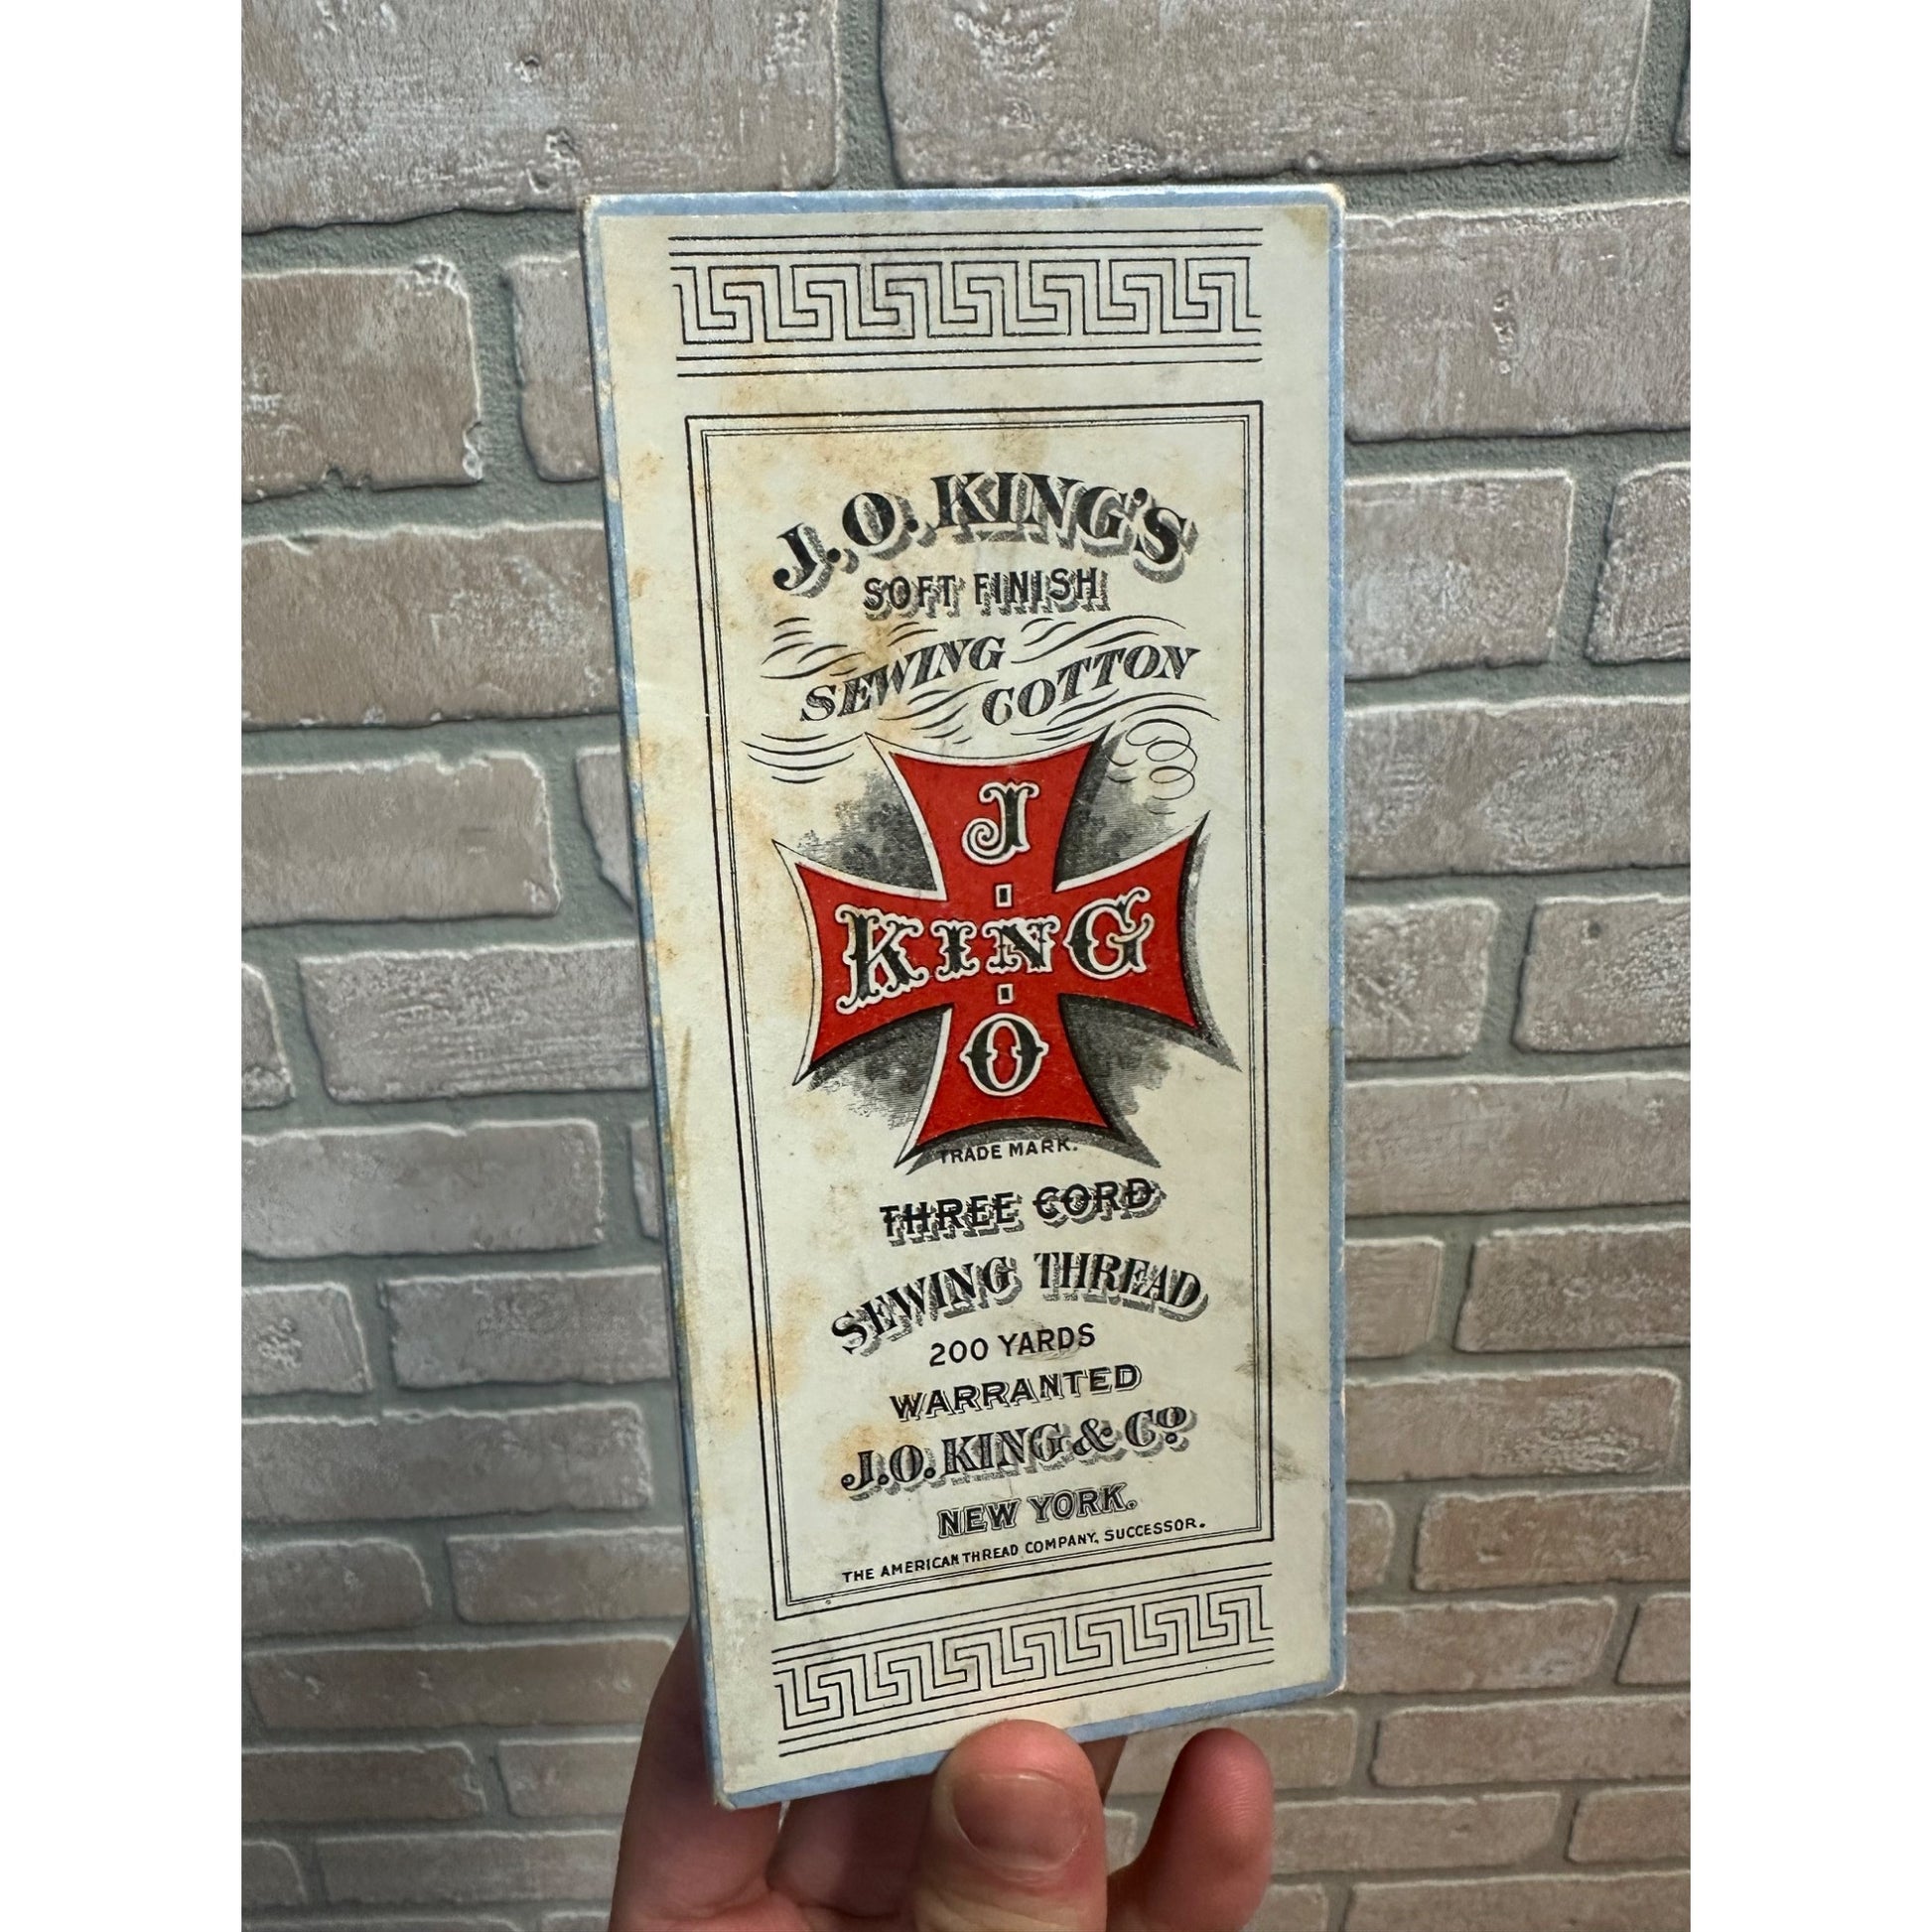 J.O. KING'S
SOFT FINISH
SEWING COTTON
J
KING
O
TRADE MARK.
THREE CORD
SEWING THREAD
200 YARDS
WARRANTED
J.O. KING & Cº
NEW YORK.
THE AMERICAN THREAD COMPANY, SUCCESSOR.